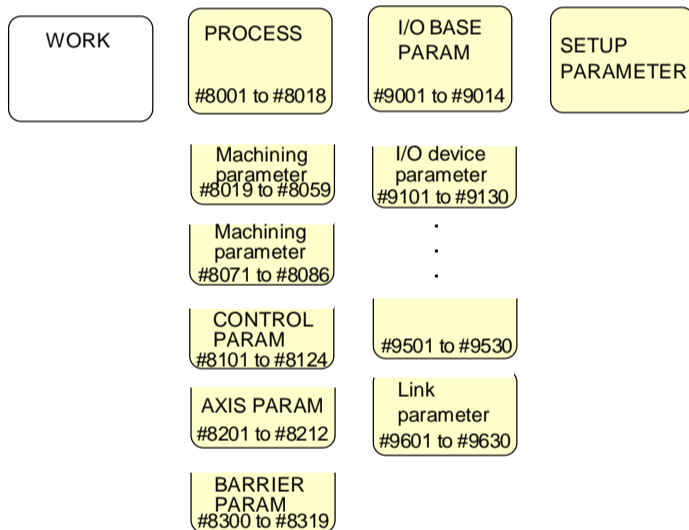 WORK
PROCESS
#8001 to #8018
I/O BASE
PARAM
#9001 to #9014
SETUP
PARAMETER
Machining
parameter
#8019 to #8059
I/O device
parameter
#9101 to #9130
Machining
parameter
#8071 to #8086
CONTROL
PARAM
#8101 to #8124
#9501 to #9530
AXIS PARAM
#8201 to #8212
Link
parameter
#9601 to #9630
BARRIER
PARAM
#8300 to #8319